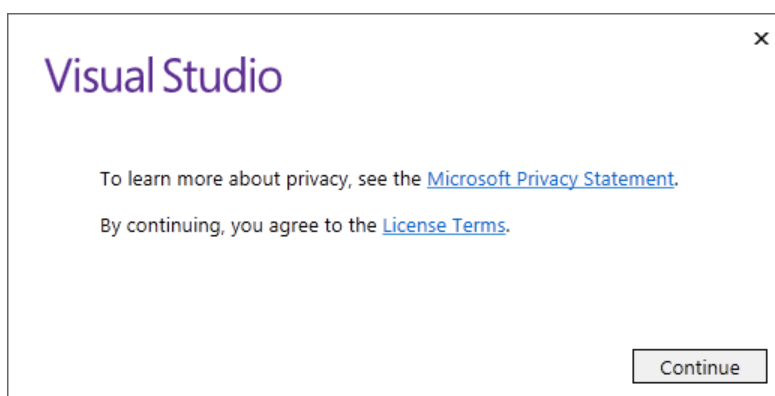 Visual Studio
To learn more about privacy, see the Microsoft Privacy Statement.
By continuing, you agree to the License Terms.
Continue